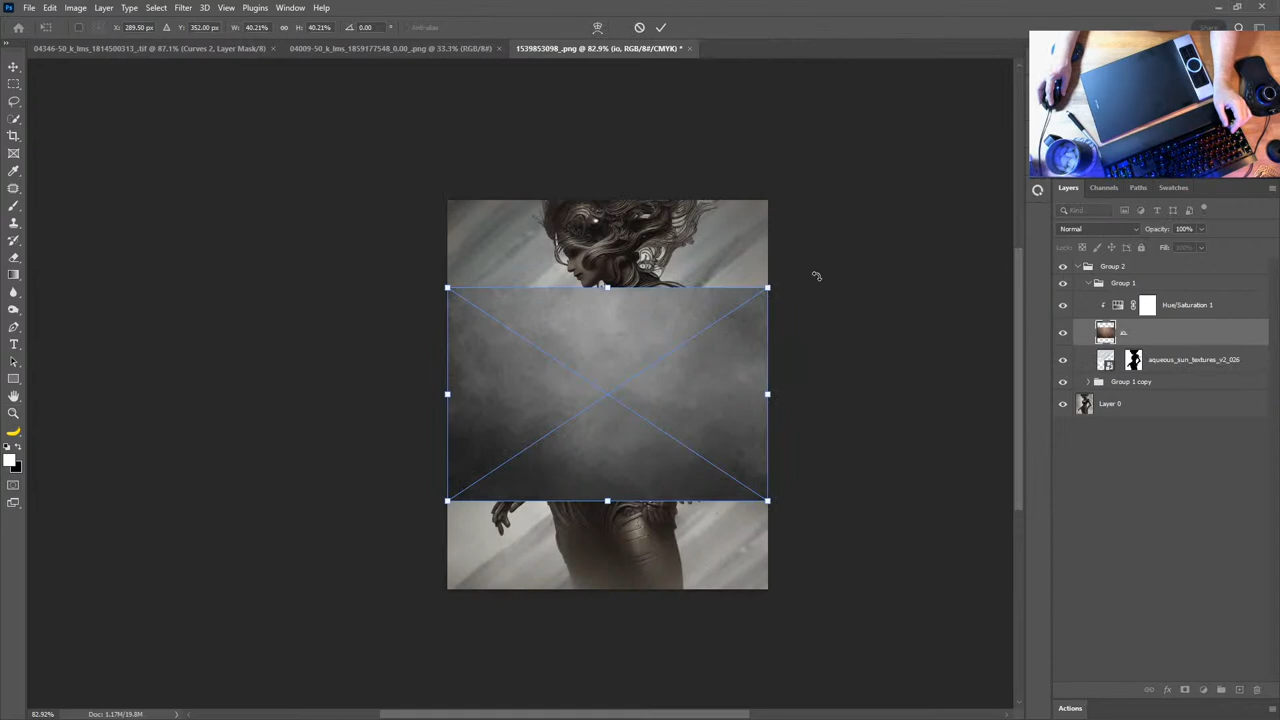 File Edit Image Layer Type Select Filter 3D View Plugins Window Help
X: 289.50 px Y: 352.00 px W: 40.21% H: 40.21% 0.00 ° Anti-alias
Share
04346-50_k_lms_1814500313_.tif @ 87.1% (Curves 2, Layer Mask/8) × 04009-50_k_lms_1859177548_0.00_.png @ 33.3% (RGB/8#) × 1539853098_.png @ 82.9% (io, RGB/8#/CMYK) * ×
Layers Channels Paths Swatches
Kind
Normal Opacity: 100%
Lock: Fill: 100%
Group 2
Group 1
Hue/Saturation 1
aqueous_sun_textures_v2_026
Group 1 copy
Layer 0
Actions
82.92% Doc: 1.17M/19.8M